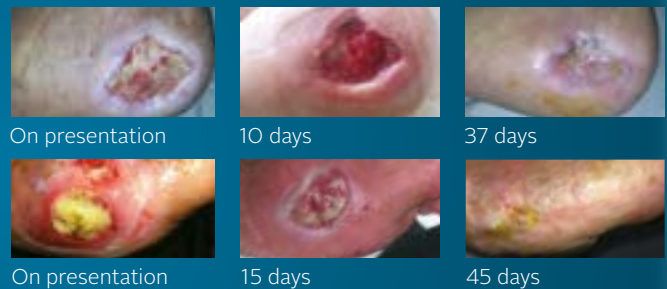 On presentation
10 days
37 days
On presentation
15 days
45 days